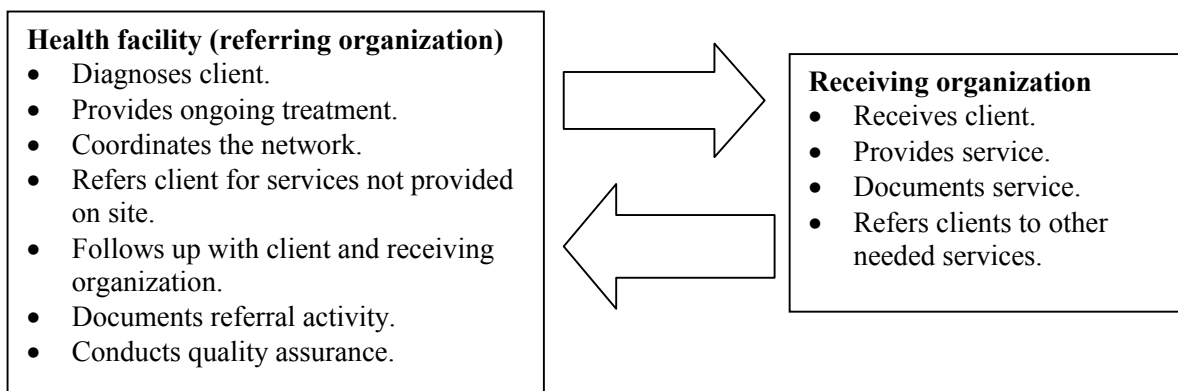 Health facility (referring organization)
• Diagnoses client.
• Provides ongoing treatment.
• Coordinates the network.
• Refers client for services not provided
on site.
• Follows up with client and receiving
organization.
• Documents referral activity.
• Conducts quality assurance.
Receiving organization
• Receives client.
• Provides service.
• Documents service.
• Refers clients to other
needed services.